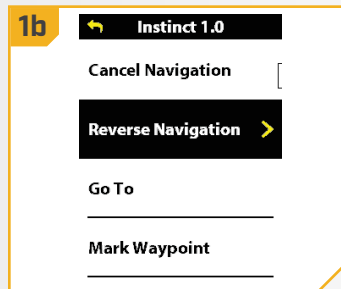 1b
Instinct 1.0
Cancel Navigation
Reverse Navigation
Go To
Mark Waypoint